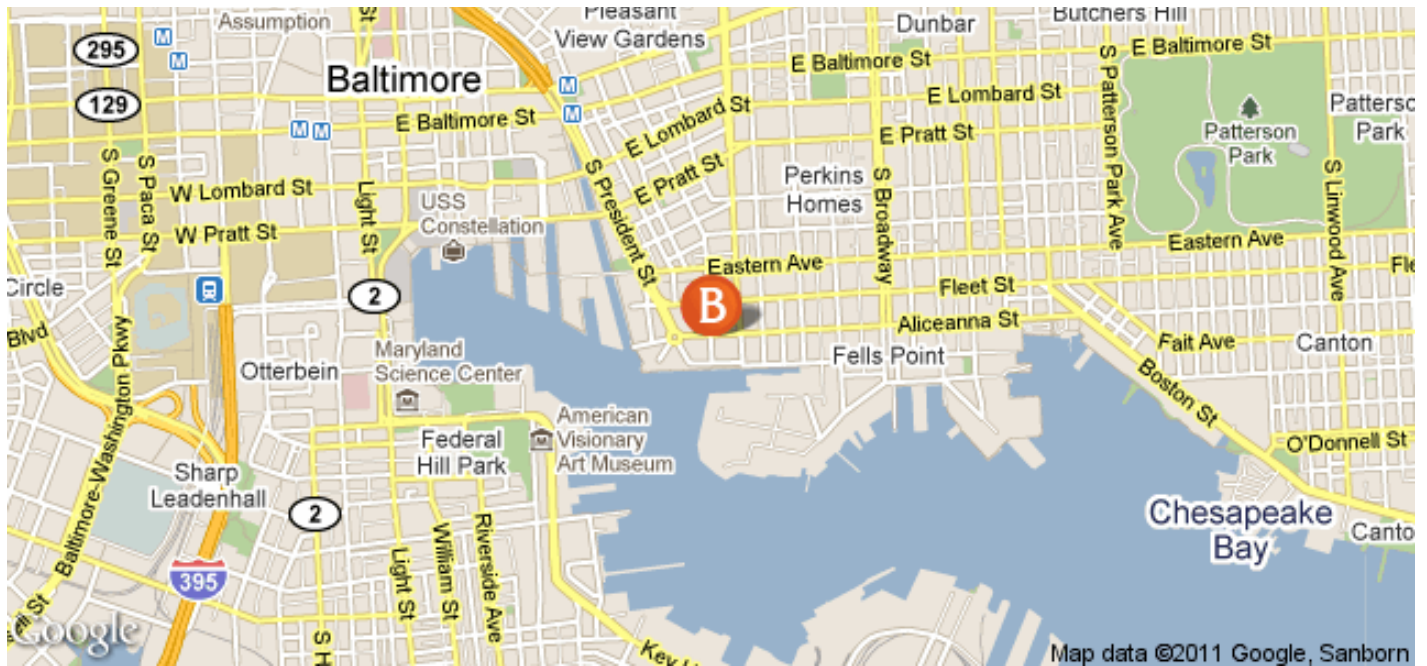 Pleasant
View Gardens
Dunbar
Butchers Hill
Assumption
295
M
M
129
M
M
M
M
Baltimore
E Baltimore St
E Baltimore St
E Baltimore St
E Lombard St
E Lombard St
E Pratt St
E Pratt St
Patterson
Park
Perkins
Homes
S Greene St
S Paca St
W Lombard St
W Pratt St
Light St
USS
Constellation
S President St
S Broadway
S Patterson Park Ave
S Linwood Ave
Eastern Ave
Eastern Ave
Circle
2
B
Fleet St
Aliceanna St
Blvd
Otterbein
Maryland
Science Center
Fells Point
Fait Ave
Canton
Boston St
Baltimore-Washington Pkwy
American
Visionary
Art Museum
Federal
Hill Park
O'Donnell St
Sharp
Leadenhall
2
Chesapeake
Bay
395
Light St
William St
Riverside Ave
S H
Key
Google
Map data ©2011 Google, Sanborn